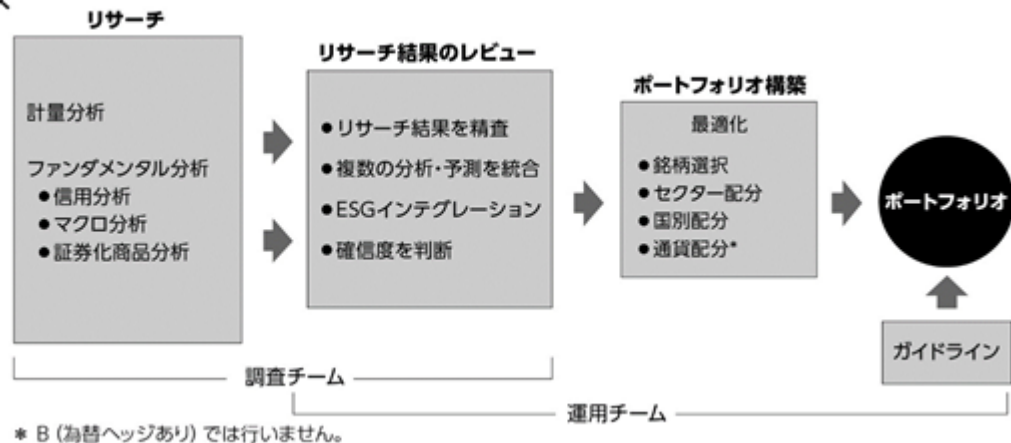 リサーチ
計量分析
ファンダメンタル分析
●信用分析
●マクロ分析
●証券化商品分析
リサーチ結果のレビュー
●リサーチ結果を精査
●複数の分析・予測を統合
●ESGインテグレーション
●確信度を判断
ポートフォリオ構築
最適化
●銘柄選択
●セクター配分
●国別配分
●通貨配分*
ポートフォリオ
ガイドライン
調査チーム
運用チーム
* B（為替ヘッジあり）では行いません。